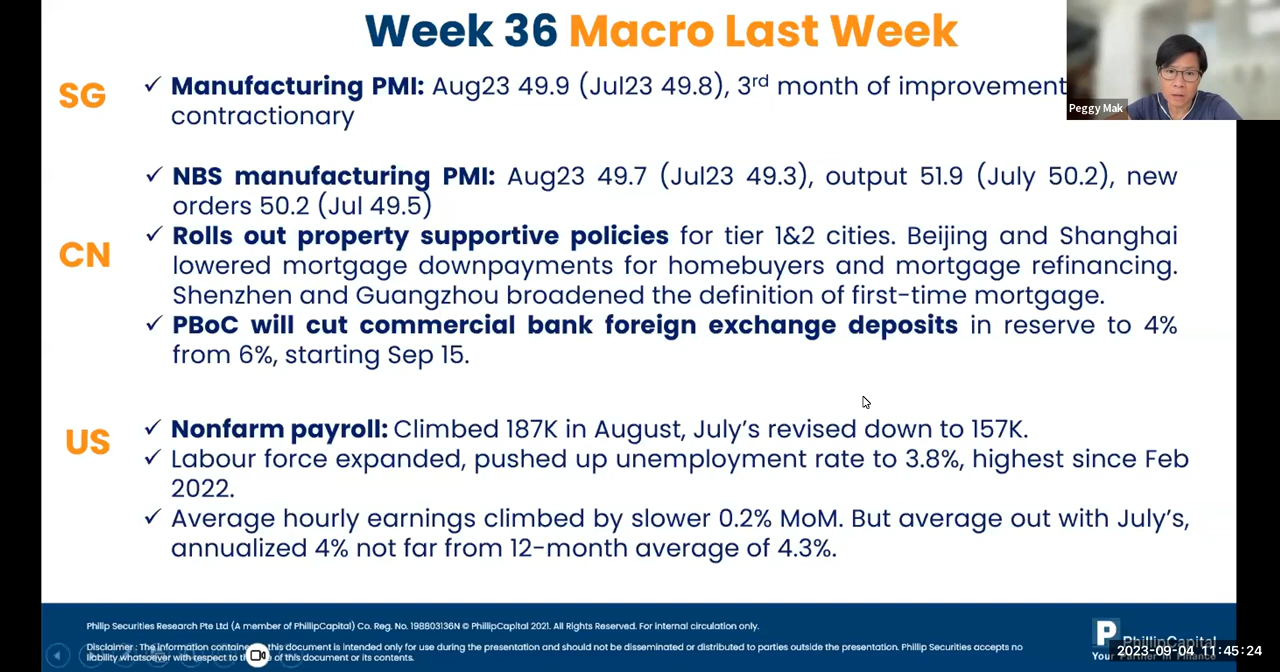 Week 36 Macro Last Week
SG
✓ Manufacturing PMI: Aug23 49.9 (Jul23 49.8), 3rd month of improvement
contractionary
CN
✓ NBS manufacturing PMI: Aug23 49.7 (Jul23 49.3), output 51.9 (July 50.2), new
orders 50.2 (Jul 49.5)
✓ Rolls out property supportive policies for tier 1&2 cities. Beijing and Shanghai
lowered mortgage downpayments for homebuyers and mortgage refinancing.
Shenzhen and Guangzhou broadened the definition of first-time mortgage.
✓ PBoC will cut commercial bank foreign exchange deposits in reserve to 4%
from 6%, starting Sep 15.
US
✓ Nonfarm payroll: Climbed 187K in August, July's revised down to 157K.
✓ Labour force expanded, pushed up unemployment rate to 3.8%, highest since Feb
2022.
✓ Average hourly earnings climbed by slower 0.2% MoM. But average out with July's,
annualized 4% not far from 12-month average of 4.3%.
Peggy Mak
Phillip Securities Research Pte Ltd (A member of PhillipCapital) Co. Reg. No. 198803136N © PhillipCapital 2021. All Rights Reserved. For internal circulation only.
Disclaimer : The information this document is intended only for use during the presentation and should not be disseminated or distributed to parties outside the presentation. Phillip Securities accepts no
liability whatsoever with respect to the of this document or its contents.
P PhillipCapital
Your Partner In Finance
2023-09-04 11:45:24